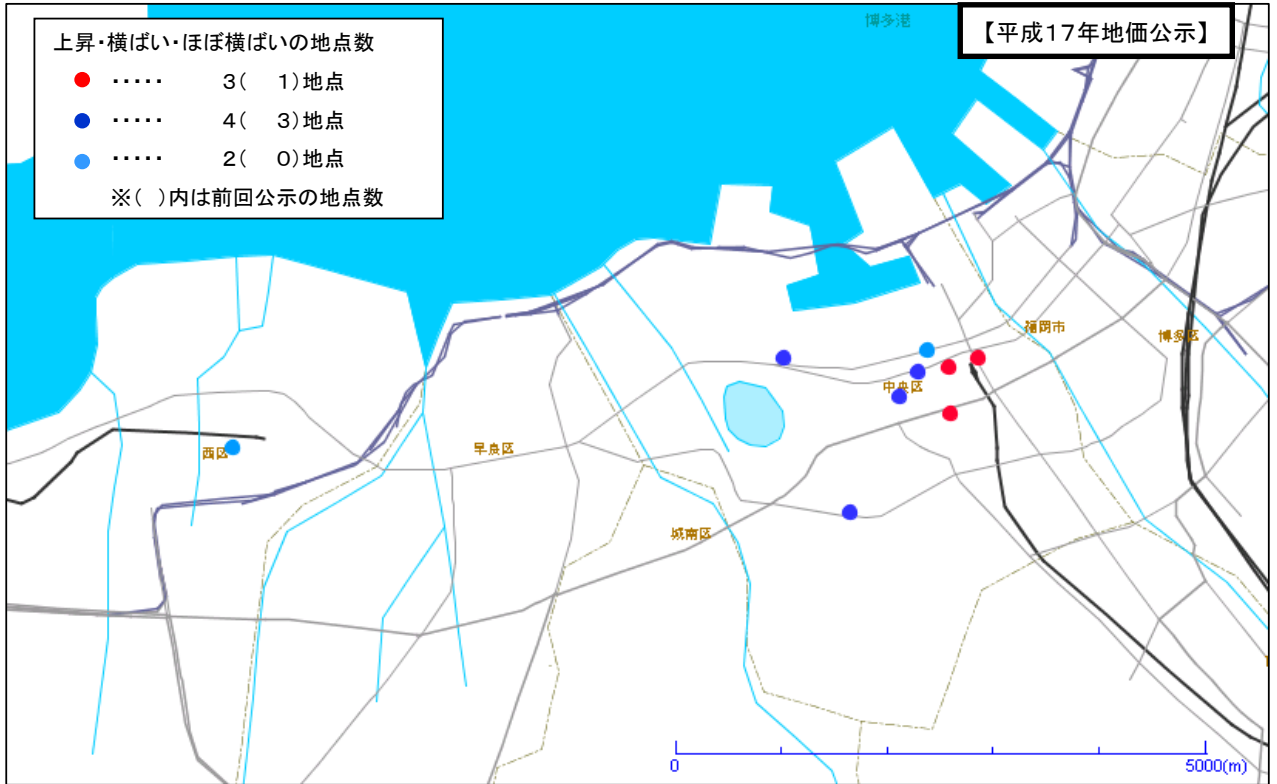 博多港
【平成17年地価公示】
上昇・横ばい・ほぼ横ばいの地点数
・・・・・ 3( 1)地点
・・・・・ 4( 3)地点
・・・・・ 2( 0)地点
※( )内は前回公示の地点数
福岡市
博多区
中央区
早良区
西区
城南区
0
5000(m)